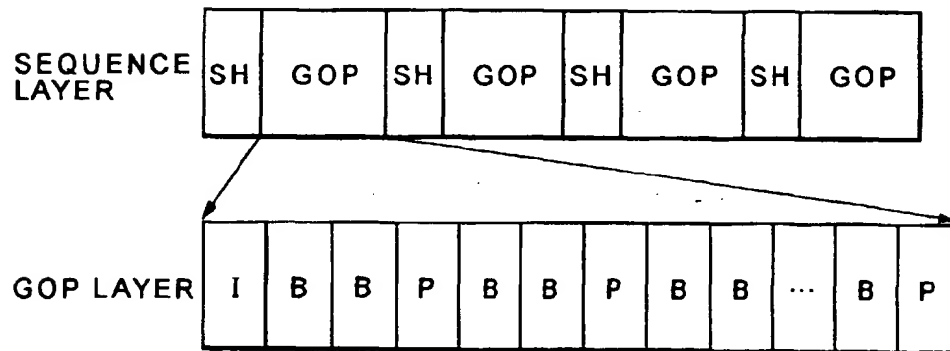 SEQUENCE
LAYER
SH GOP SH GOP SH GOP SH GOP
GOP LAYER I B B P B B P B B ... B P